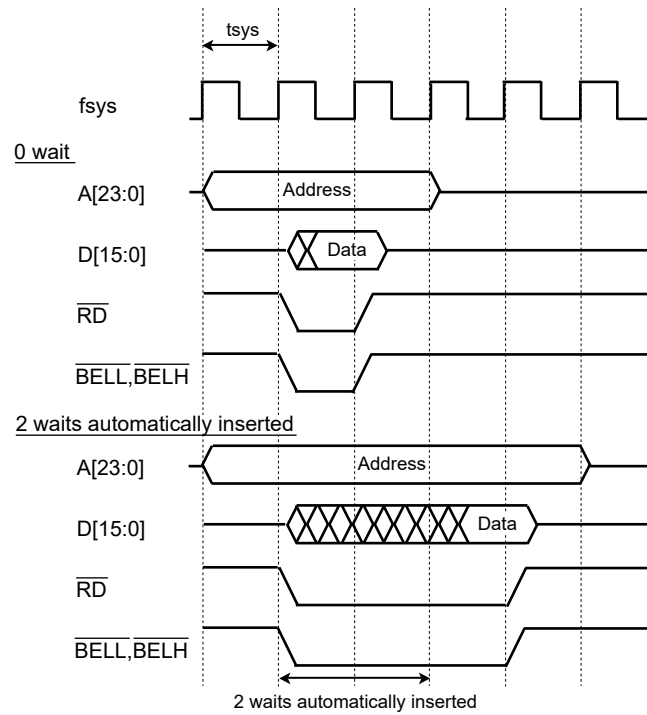 tsys
fsys
0 wait
A[23:0] Address
D[15:0] Data
RD
BELL,BELH
2 waits automatically inserted
A[23:0] Address
D[15:0] Data
RD
BELL,BELH
2 waits automatically inserted